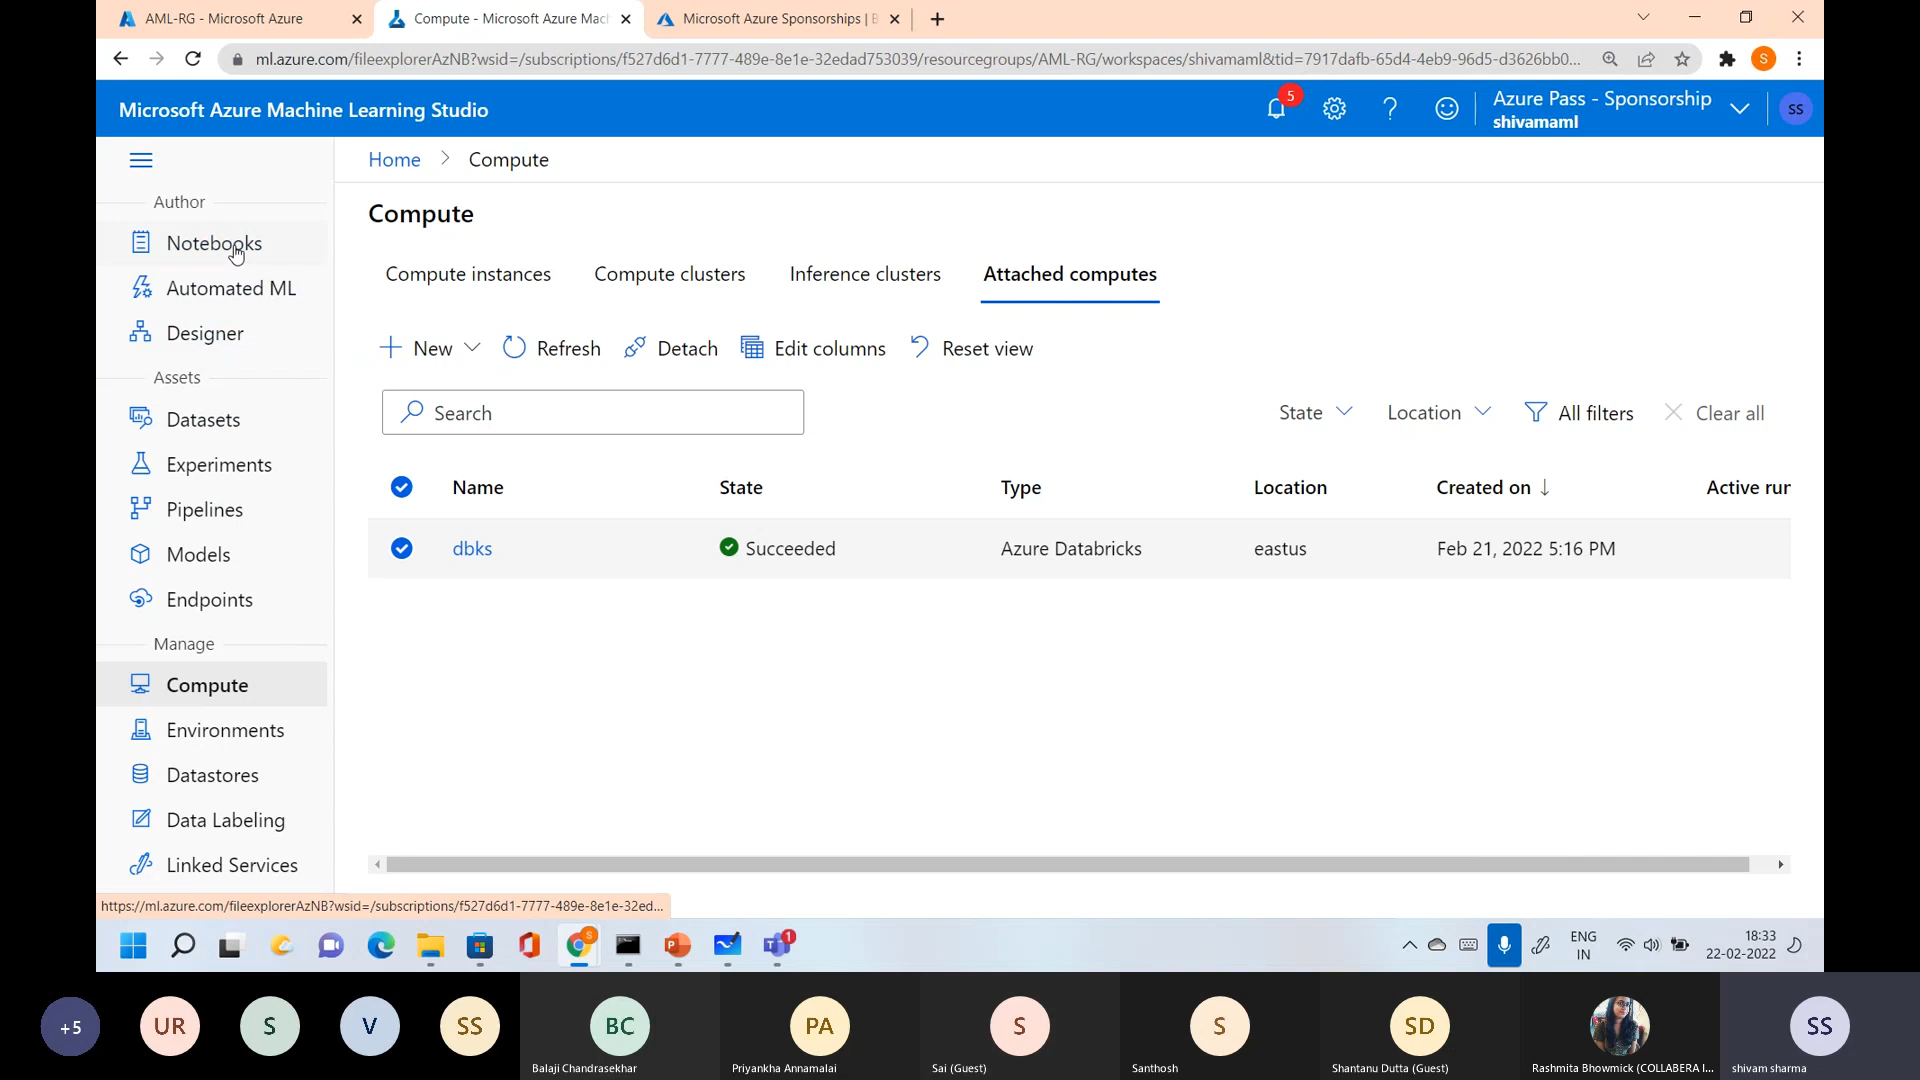 AML-RG - Microsoft Azure
Compute - Microsoft Azure Mach
Microsoft Azure Sponsorships | B
ml.azure.com/fileexplorerAzNB?wsid=/subscriptions/f527d6d1-7777-489e-8e1e-32edad753039/resourcegroups/AML-RG/workspaces/shivamaml&tid=7917dafb-65d4-4eb9-96d5-d3626bb0...
S
Microsoft Azure Machine Learning Studio
5
Azure Pass - Sponsorship
shivamaml
SS
Home > Compute
Author
Notebooks
Automated ML
Designer
Assets
Datasets
Experiments
Pipelines
Models
Endpoints
Manage
Compute
Environments
Datastores
Data Labeling
Linked Services
Compute
Compute instances Compute clusters Inference clusters Attached computes
New Refresh Detach Edit columns Reset view
Search State Location All filters Clear all
Name State Type Location Created on ↓ Active run
dbks Succeeded Azure Databricks eastus Feb 21, 2022 5:16 PM
https://ml.azure.com/fileexplorerAzNB?wsid=/subscriptions/f527d6d1-7777-489e-8e1e-32ed...
S
1
ENG
IN
18:33
22-02-2022
+5 UR S V SS BC PA S S SD SS
Balaji Chandrasekhar Priyankha Annamalai Sai (Guest) Santhosh Shantanu Dutta (Guest) Rashmita Bhowmick (COLLABERA I... shivam sharma